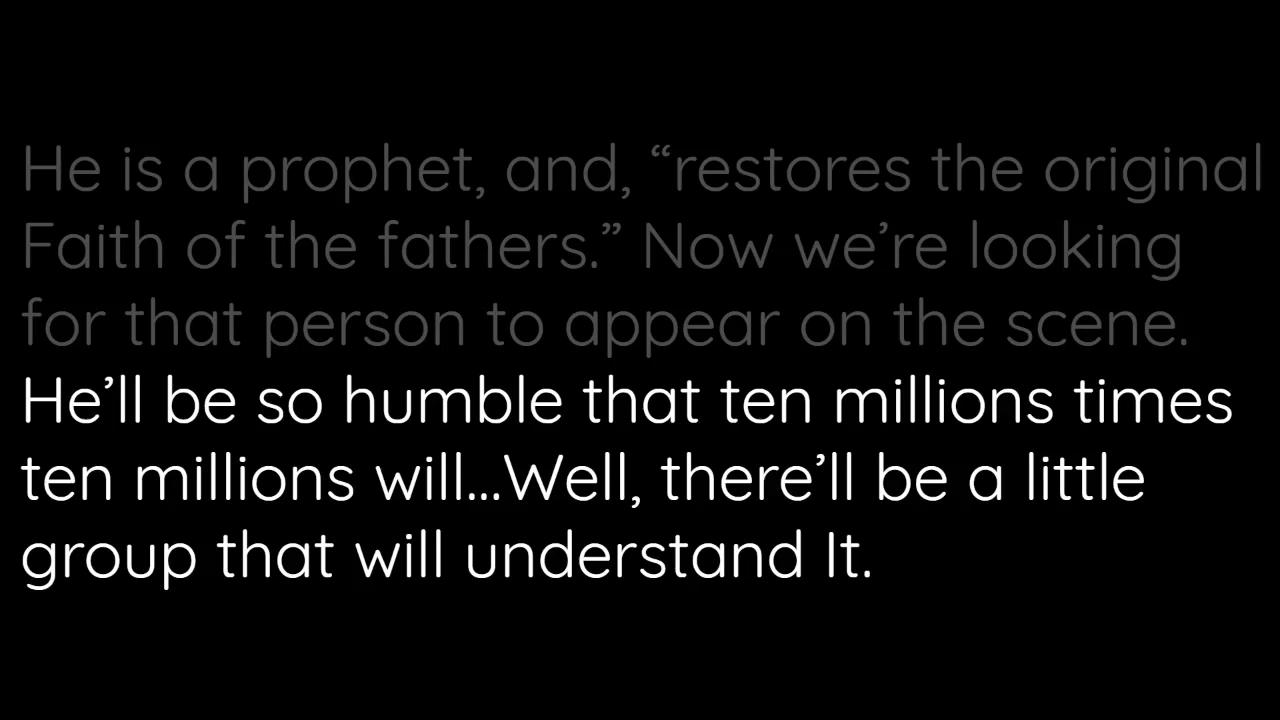 He is a prophet, and, “restores the original
Faith of the fathers.” Now we’re looking
for that person to appear on the scene.
He’ll be so humble that ten millions times
ten millions will...Well, there’ll be a little
group that will understand It.